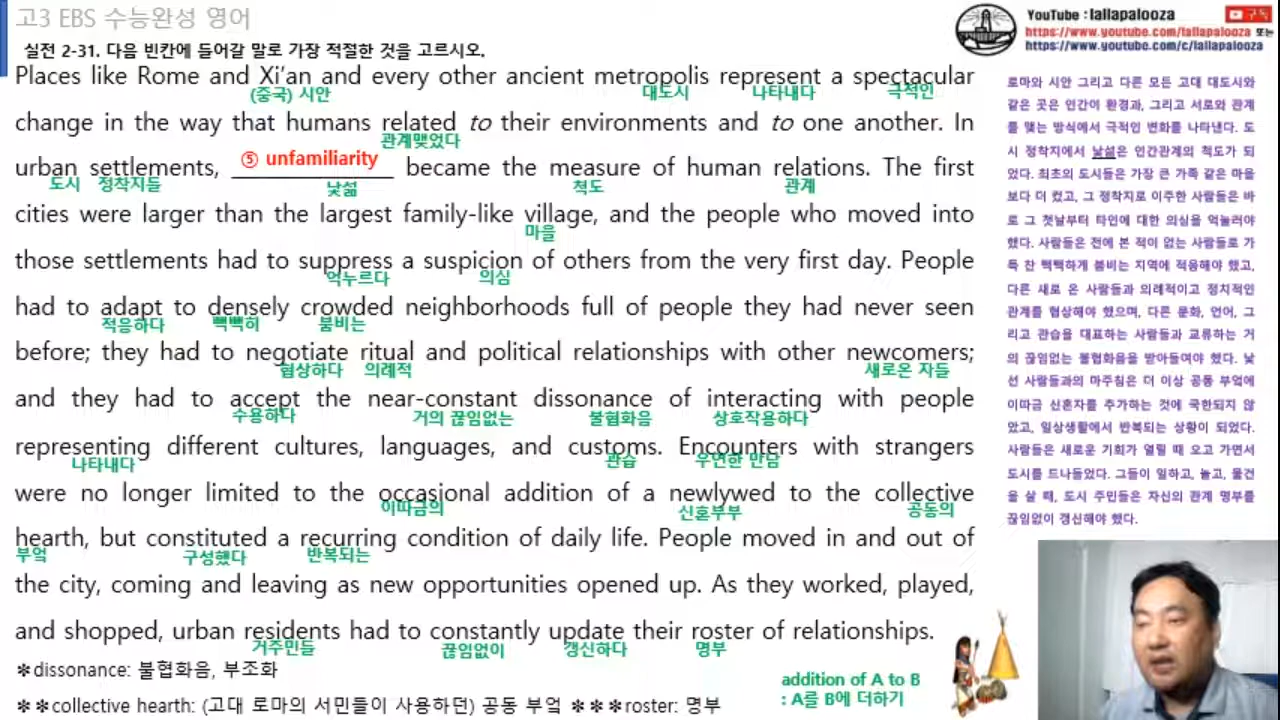 고3 EBS 수능완성 영어
YouTube : lallapalooza
구독
https://www.youtube.com/lallapalooza 또는
https://www.youtube.com/c/lallapalooza
실전 2-31. 다음 빈칸에 들어갈 말로 가장 적절한 것을 고르시오.
Places like Rome and Xi'an and every other ancient metropolis represent a spectacular
(중국) 시안 대도시 나타내다 극적인
change in the way that humans related to their environments and to one another. In
관계맺었다
⑤ unfamiliarity
urban settlements, ______________ became the measure of human relations. The first
도시 정착지들 낯섦 척도 관계
cities were larger than the largest family-like village, and the people who moved into
마을
those settlements had to suppress a suspicion of others from the very first day. People
억누르다 의심
had to adapt to densely crowded neighborhoods full of people they had never seen
적응하다 빽빽히 붐비는
before; they had to negotiate ritual and political relationships with other newcomers;
협상하다 의례적 새로온 자들
and they had to accept the near-constant dissonance of interacting with people
수용하다 거의 끊임없는 불협화음 상호작용하다
representing different cultures, languages, and customs. Encounters with strangers
나타내다 관습 우연한 만남
were no longer limited to the occasional addition of a newlywed to the collective
이따금의 신혼부부 공동의
hearth, but constituted a recurring condition of daily life. People moved in and out of
부엌 구성했다 반복되는
the city, coming and leaving as new opportunities opened up. As they worked, played,
and shopped, urban residents had to constantly update their roster of relationships.
거주민들 끊임없이 갱신하다 명부
＊dissonance: 불협화음, 부조화
＊＊collective hearth: (고대 로마의 서민들이 사용하던) 공동 부엌 ＊＊＊roster: 명부
addition of A to B
: A를 B에 더하기
로마와 시안 그리고 다른 모든 고대 대도시와
같은 곳은 인간이 환경과, 그리고 서로와 관계
를 맺는 방식에서 극적인 변화를 나타낸다. 도
시 정착지에서 낯섦은 인간관계의 척도가 되
었다. 최초의 도시들은 가장 큰 가족 같은 마을
보다 더 컸고, 그 정착지로 이주한 사람들은 바
로 그 첫날부터 타인에 대한 의심을 억눌러야
했다. 사람들은 전에 본 적이 없는 사람들로 가
득 찬 빽빽하게 붐비는 지역에 적응해야 했고,
다른 새로 온 사람들과 의례적이고 정치적인
관계를 협상해야 했으며, 다른 문화, 언어, 그
리고 관습을 대표하는 사람들과 교류하는 거
의 끊임없는 불협화음을 받아들여야 했다. 낯
선 사람들과의 마주침은 더 이상 공동 부엌에
이따금 신혼자를 추가하는 것에 국한되지 않
았고, 일상생활에서 반복되는 상황이 되었다.
사람들은 새로운 기회가 열릴 때 오고 가면서
도시를 드나들었다. 그들이 일하고, 놀고, 물건
을 살 때, 도시 주민들은 자신의 관계 명부를
끊임없이 갱신해야 했다.